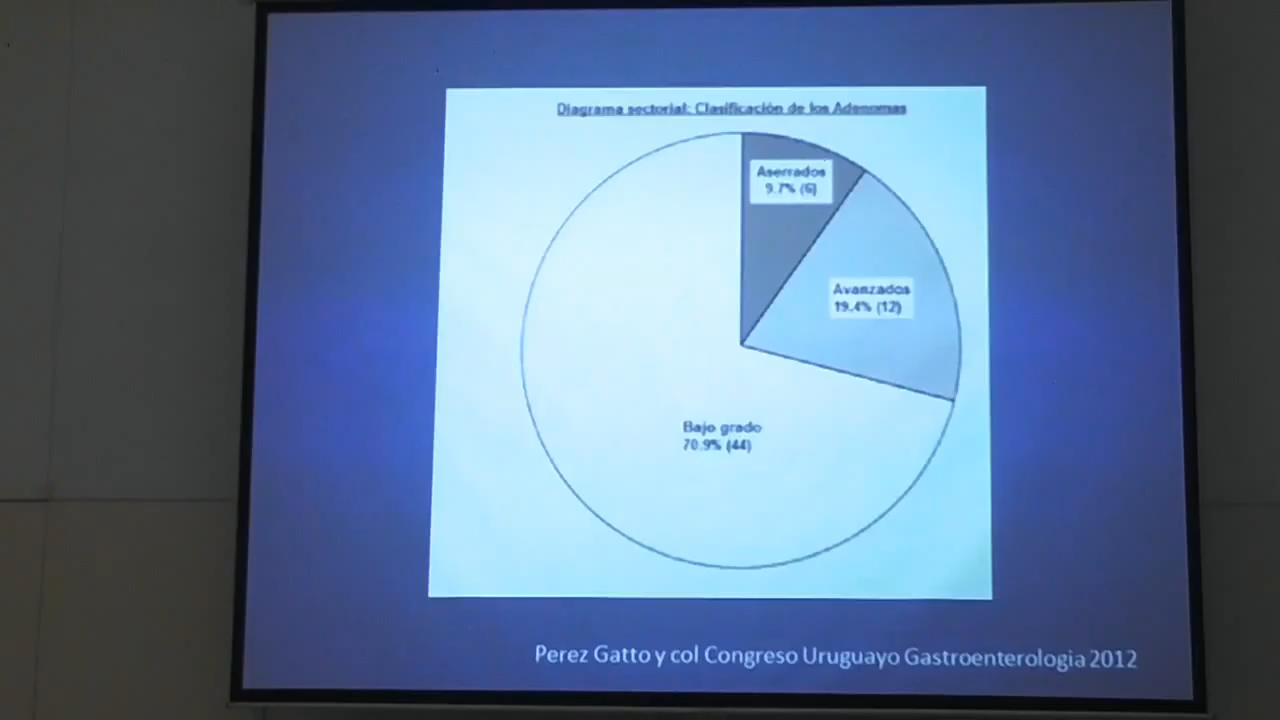 Diagrama sectorial: Clasificación de los Adenomas
Aserrados
9.7% (6)
Avanzados
19.4% (12)
Bajo grado
70.9% (44)
Perez Gatto y col Congreso Uruguayo Gastroenterologia 2012